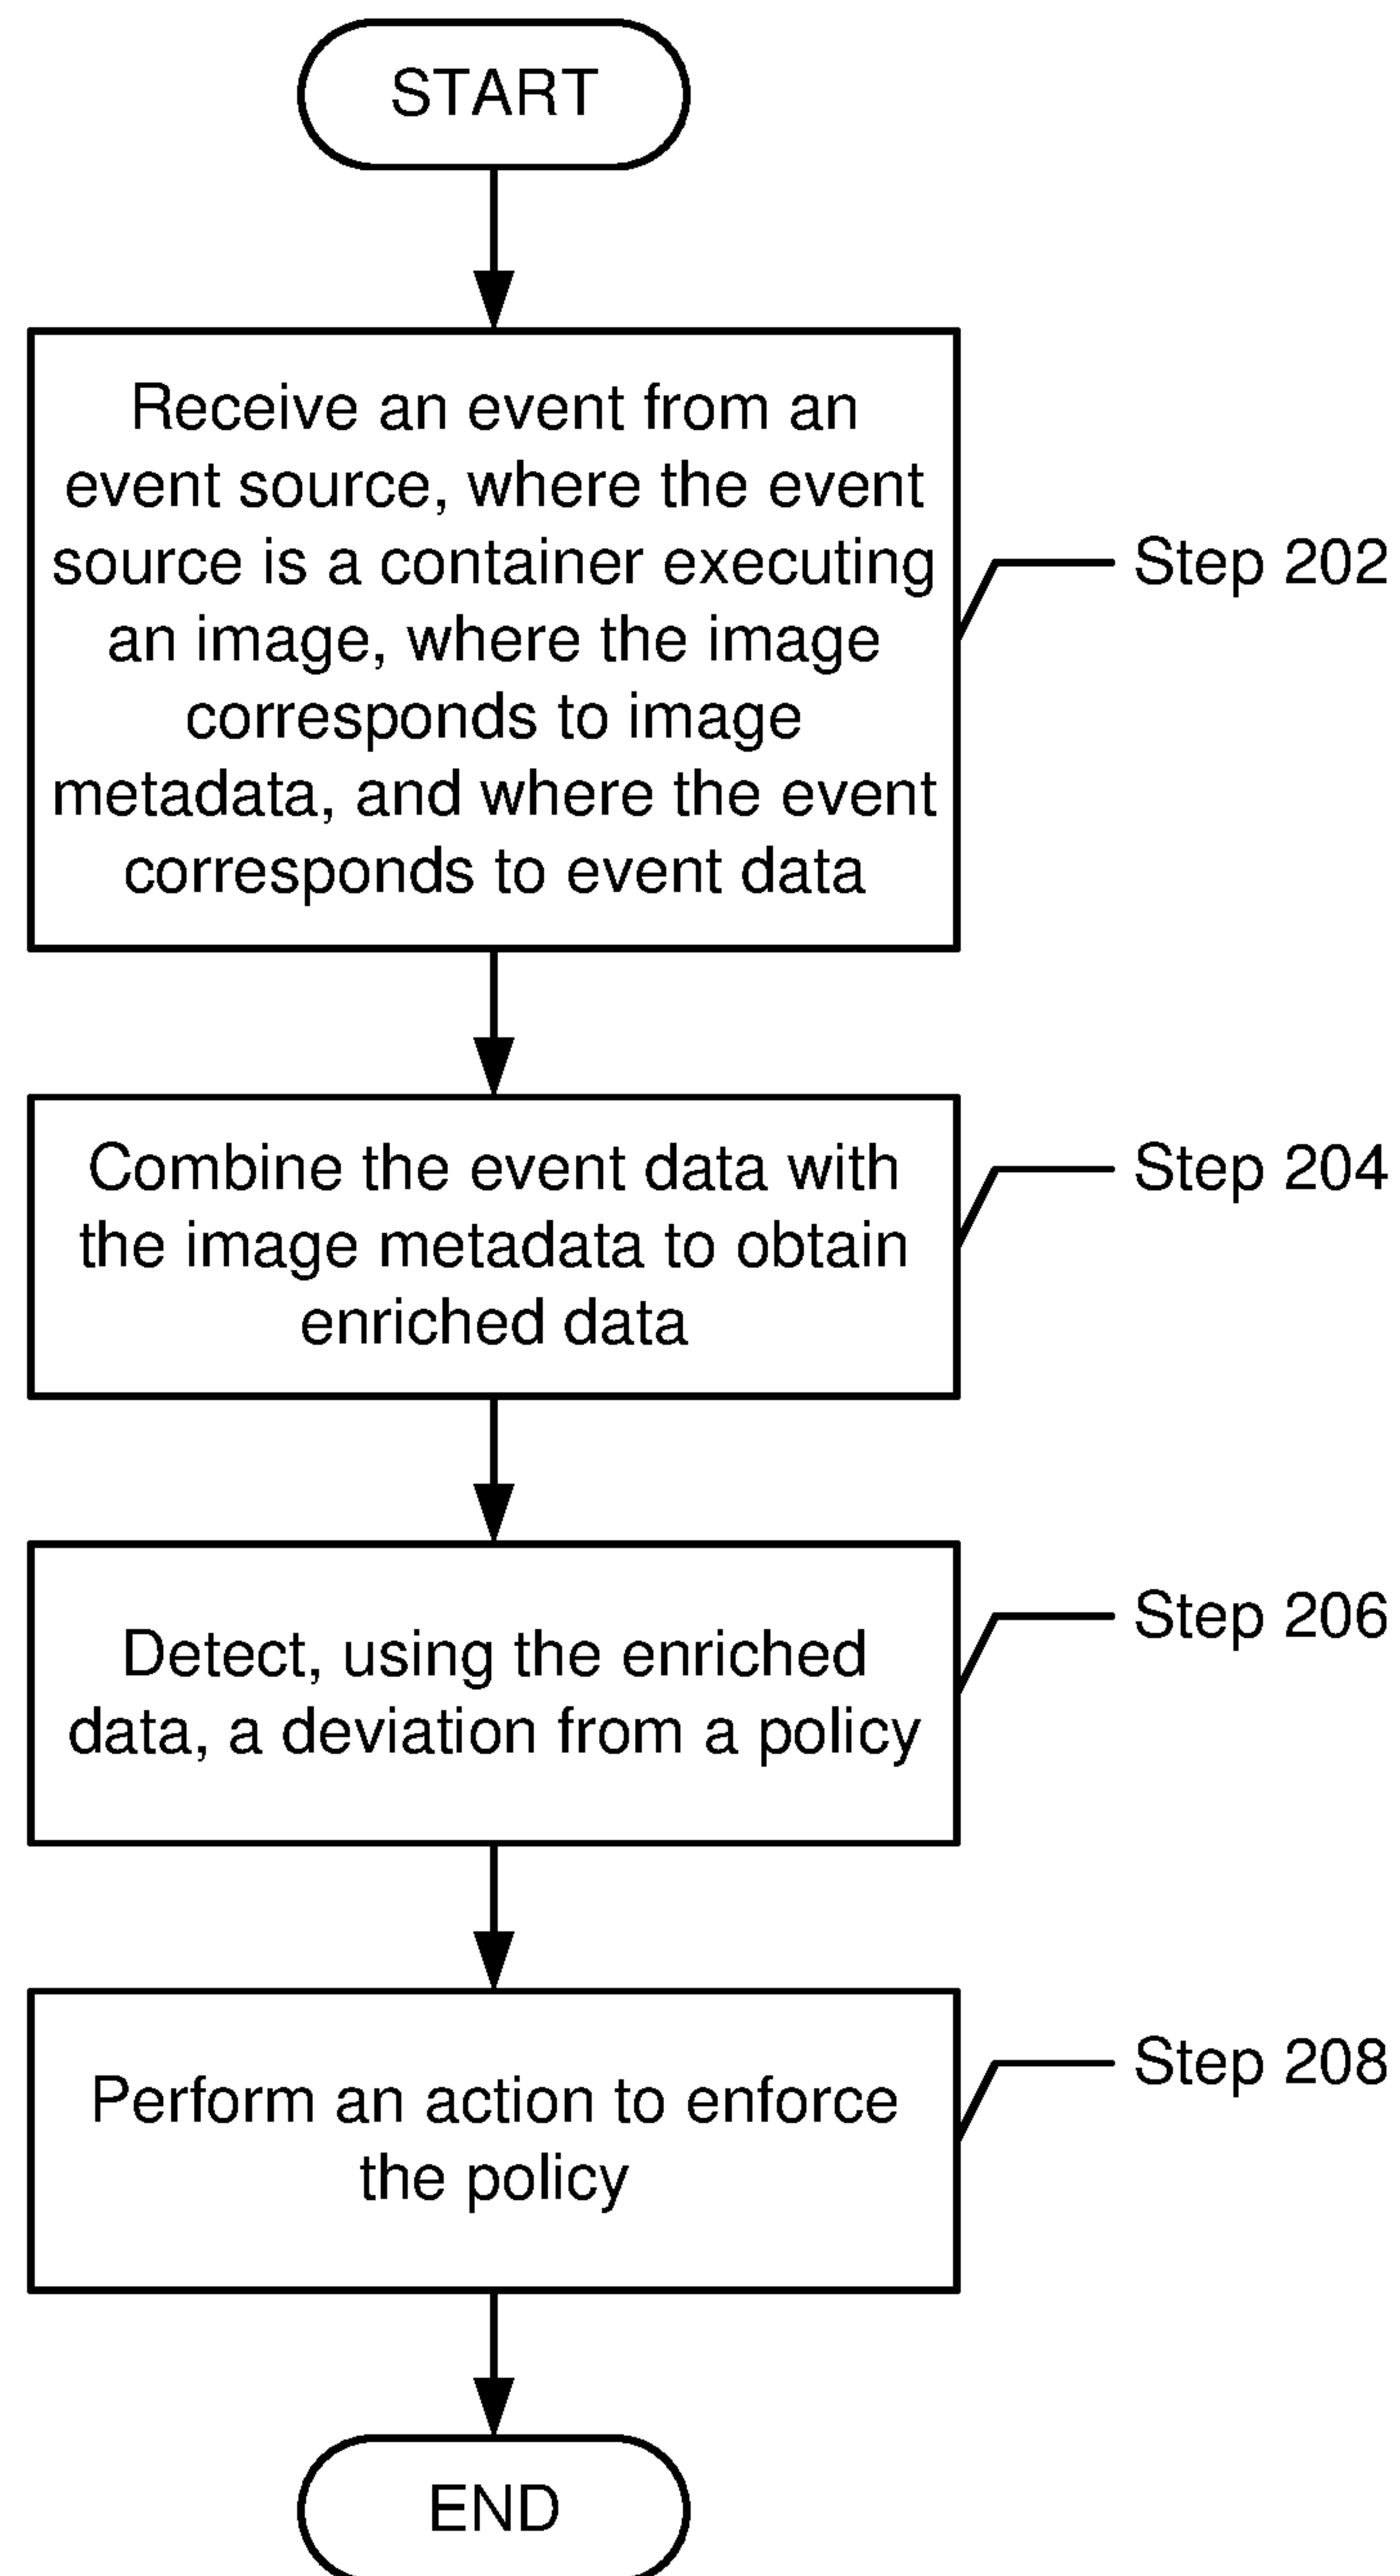 START
Receive an event from an
event source, where the event
source is a container executing
an image, where the image
corresponds to image
metadata, and where the event
corresponds to event data
Step 202
Combine the event data with
the image metadata to obtain
enriched data
Step 204
Detect, using the enriched
data, a deviation from a policy
Step 206
Perform an action to enforce
the policy
Step 208
END